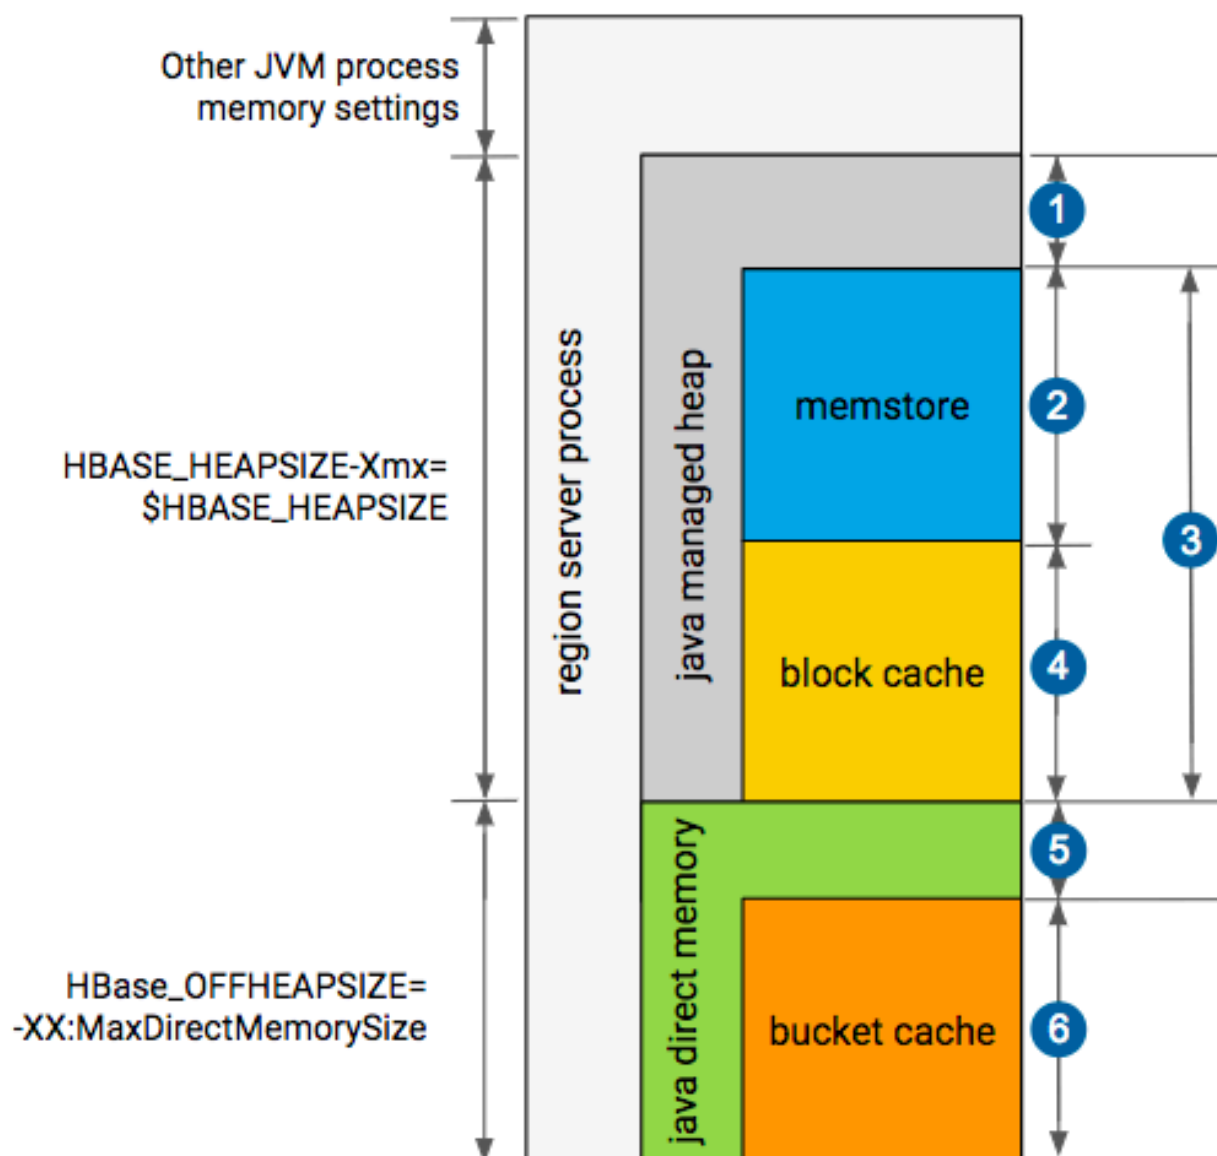 Other JVM process
memory settings
HBASE_HEAPSIZE-Xmx=
$HBASE_HEAPSIZE
HBase_OFFHEAPSIZE=
-XX:MaxDirectMemorySize
region server process
java managed heap
java direct memory
memstore
block cache
bucket cache
1
2
3
4
5
6